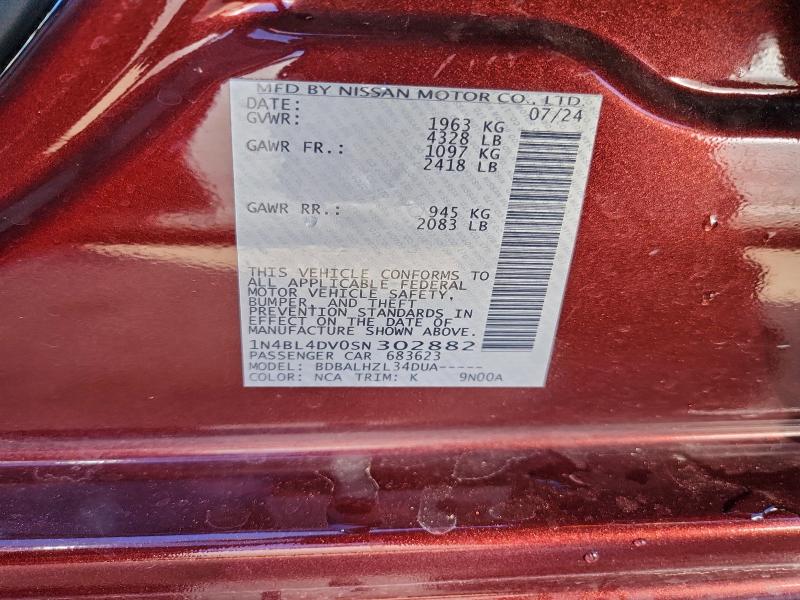 MFD BY NISSAN MOTOR CO., LTD.
DATE: 07/24
GVWR: 1963 KG
4328 LB
GAWR FR.: 1097 KG
2418 LB
GAWR RR.: 945 KG
2083 LB
THIS VEHICLE CONFORMS TO
ALL APPLICABLE FEDERAL
MOTOR VEHICLE SAFETY,
BUMPER, AND THEFT
PREVENTION STANDARDS IN
EFFECT ON THE DATE OF
MANUFACTURE SHOWN ABOVE.
1N4BL4DV0SN302882
PASSENGER CAR 683623
MODEL: BDBALHZL34DUA-----
COLOR: NCA TRIM: K 9N00A